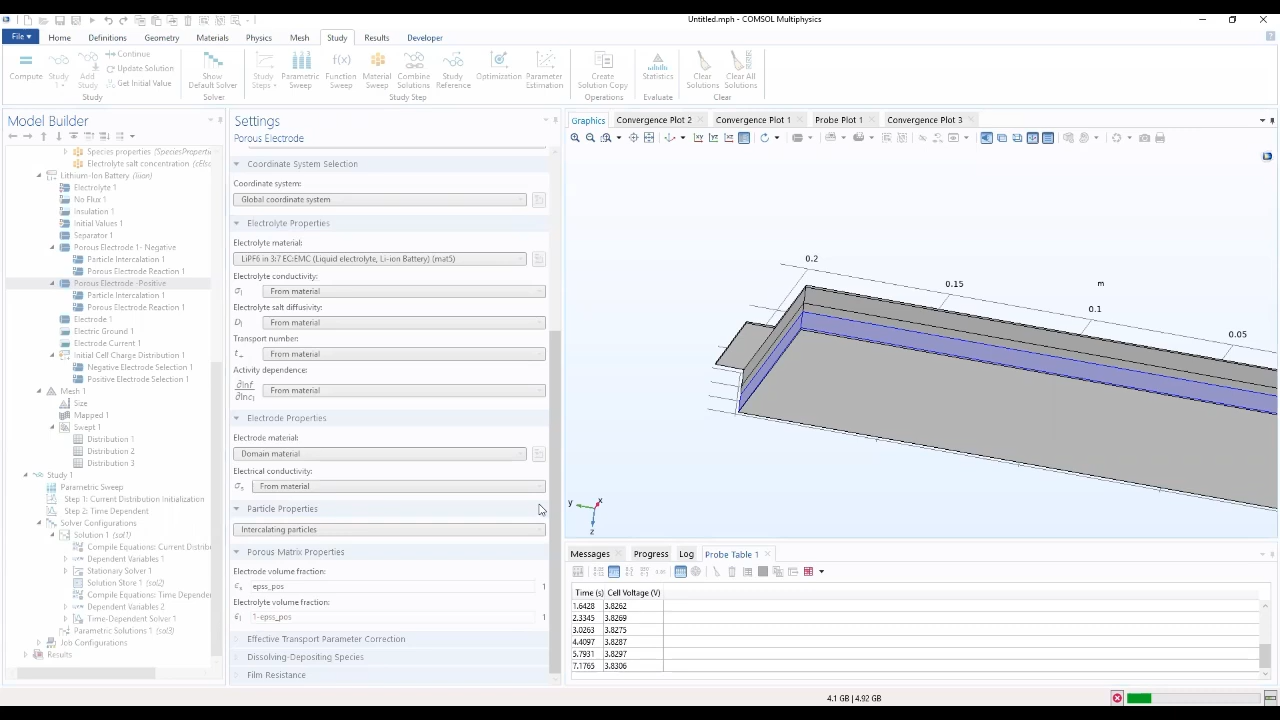 Untitled.mph - COMSOL Multiphysics
File
Home
Definitions
Geometry
Materials
Physics
Mesh
Study
Results
Developer
Compute
Study
1
Add
Study
Continue
Update Solution
Get Initial Value
Study
Show
Default Solver
Solver
Study
Steps
Parametric
Sweep
Function
Sweep
Material
Sweep
Combine
Solutions
Study
Reference
Study Step
Optimization
Parameter
Estimation
Create
Solution Copy
Operations
Statistics
Evaluate
Clear
Solutions
Clear All
Solutions
Clear
Model Builder
Species properties (SpeciesProperti
Electrolyte salt concentration (cElsc
Lithium-Ion Battery (liion)
Electrolyte 1
No Flux 1
Insulation 1
Initial Values 1
Separator 1
Porous Electrode 1- Negative
Particle Intercalation 1
Porous Electrode Reaction 1
Porous Electrode -Positive
Particle Intercalation 1
Porous Electrode Reaction 1
Electrode 1
Electric Ground 1
Electrode Current 1
Initial Cell Charge Distribution 1
Negative Electrode Selection 1
Positive Electrode Selection 1
Mesh 1
Size
Mapped 1
Swept 1
Distribution 1
Distribution 2
Distribution 3
Study 1
Parametric Sweep
Step 1: Current Distribution Initialization
Step 2: Time Dependent
Solver Configurations
Solution 1 (sol1)
Compile Equations: Current Distrib
Dependent Variables 1
Stationary Solver 1
Solution Store 1 (sol2)
Compile Equations: Time Depender
Dependent Variables 2
Time-Dependent Solver 1
Parametric Solutions 1 (sol3)
Job Configurations
Results
Settings
Porous Electrode
Coordinate System Selection
Coordinate system:
Global coordinate system
Electrolyte Properties
Electrolyte material:
LiPF6 in 3:7 EC:EMC (Liquid electrolyte, Li-ion Battery) (mat5)
Electrolyte conductivity:
σl From material
Electrolyte salt diffusivity:
Dl From material
Transport number:
t+ From material
Activity dependence:
∂lnf
∂lncl
From material
Electrode Properties
Electrode material:
Domain material
Electrical conductivity:
σs From material
Particle Properties
Intercalating particles
Porous Matrix Properties
Electrode volume fraction:
εs epss_pos 1
Electrolyte volume fraction:
εl 1-epss_pos 1
Effective Transport Parameter Correction
Dissolving-Depositing Species
Film Resistance
Graphics
Convergence Plot 2
Convergence Plot 1
Probe Plot 1
Convergence Plot 3
0.2
0.15
m
0.1
0.05
y
x
z
Messages
Progress
Log
Probe Table 1
Time (s) Cell Voltage (V)
1.6428 3.8262
2.3345 3.8269
3.0263 3.8275
4.4097 3.8287
5.7931 3.8297
7.1765 3.8306
4.1 GB | 4.92 GB